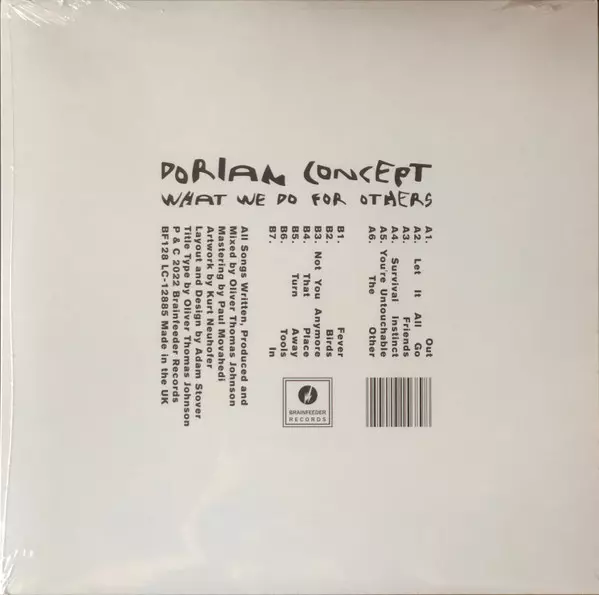 DORIAN CONCEPT
WHAT WE DO FOR OTHERS
A1. Out
A2. Let It All Go
A3. Friends
A4. Survival Instinct
A5. You're Untouchable
A6. The Other
B1. Fever
B2. Birds
B3. Not You Anymore
B4. That Place
B5. Turn Away
B6. Tools
B7. In
All Songs Written, Produced and
Mixed by Oliver Thomas Johnson
Mastering by Paul Movahedi
Artwork by Kurt Neuhofer
Layout and Design by Adam Stover
Title Type by Oliver Thomas Johnson
P & C 2022 Brainfeeder Records
BF128 LC-12885 Made in the UK
BRAINFEEDER
RECORDS